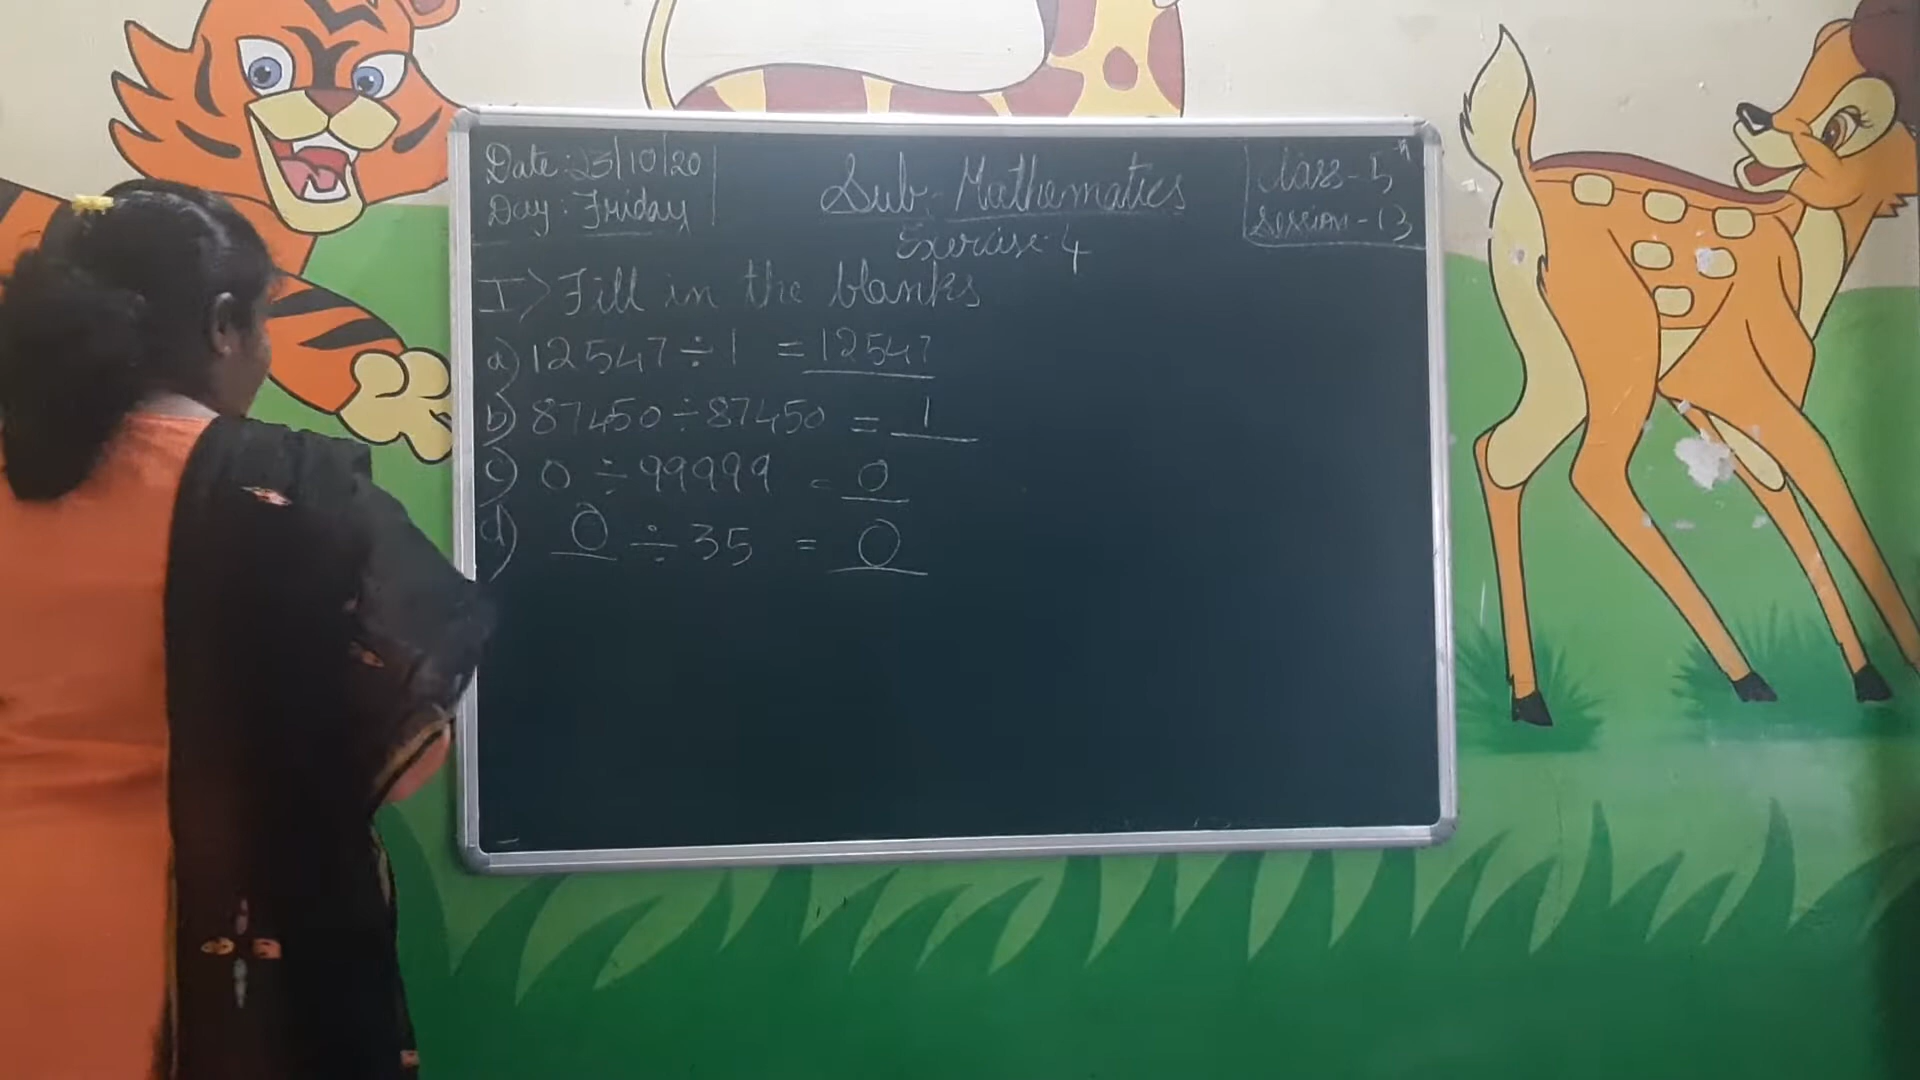 Date: 23/10/20
Day: Friday
Sub- Mathematics
Class-5th
Session-13
Exercise-4
I> Fill in the blanks
a) 12547 ÷ 1 = 12547
b) 87450 ÷ 87450 = 1
c) 0 ÷ 99999 = 0
d) 0 ÷ 35 = 0